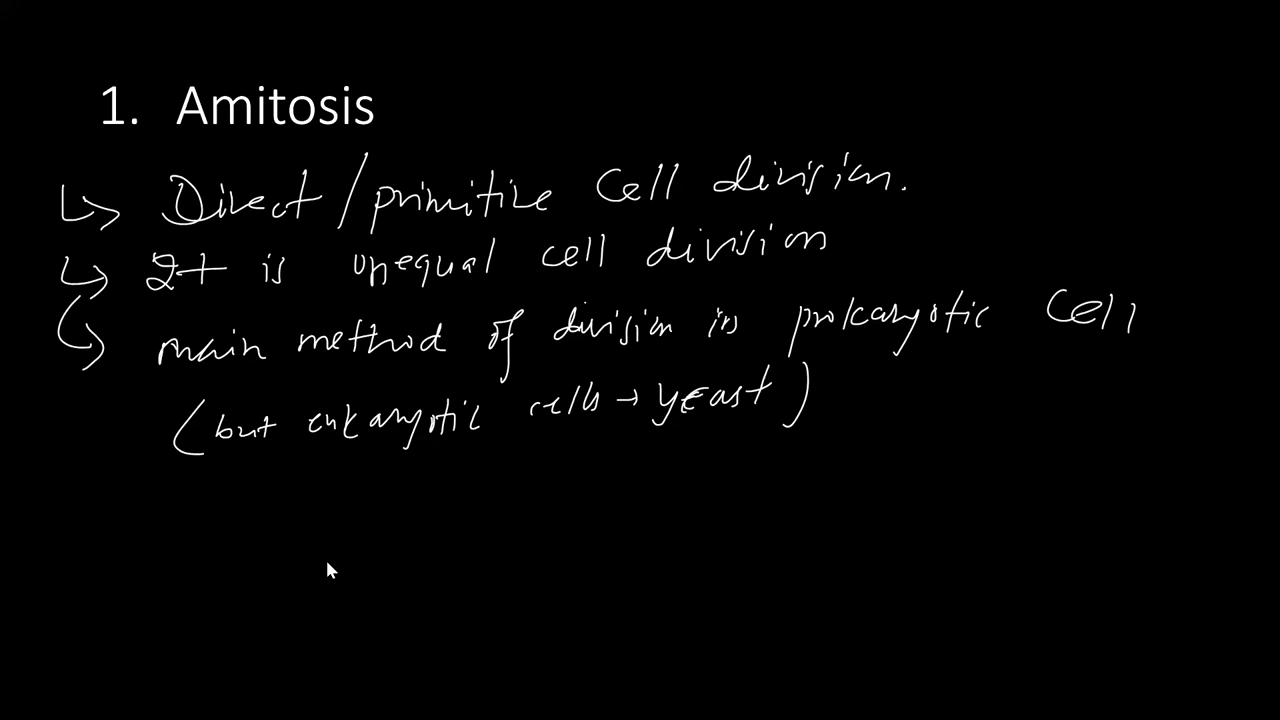 1. Amitosis
↳ Direct/primitive cell division.
↳ It is unequal cell division
↳ main method of division in prokaryotic cell
(but eukaryotic cells → yeast)